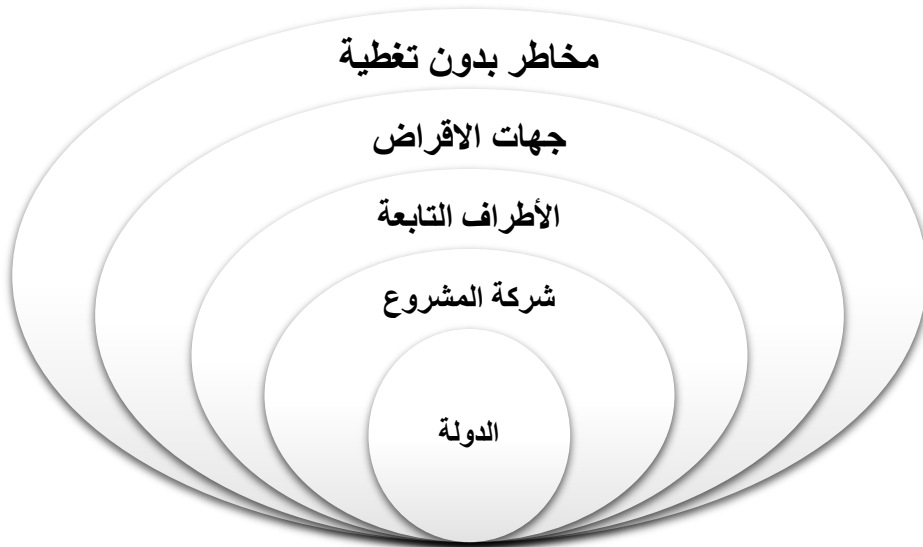 مخاطر بدون تغطية
جهات الاقراض
الأطراف التابعة
شركة المشروع
الدولة